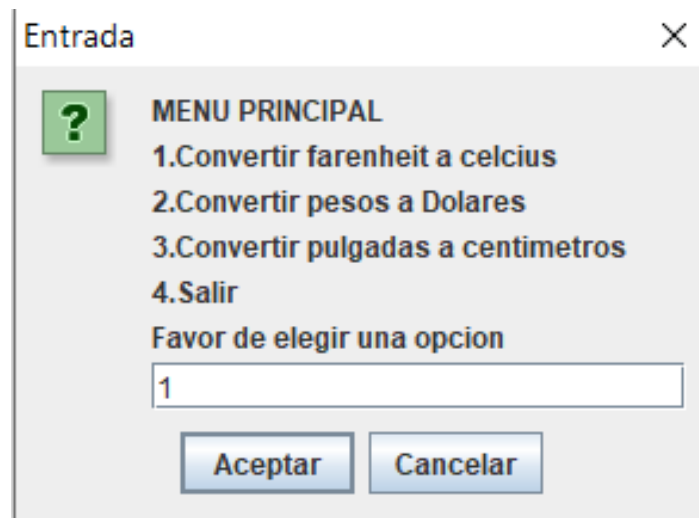 Entrada
MENU PRINCIPAL
1.Convertir farenheit a celcius
2.Convertir pesos a Dolares
3.Convertir pulgadas a centimetros
4.Salir
Favor de elegir una opcion
1
Aceptar Cancelar